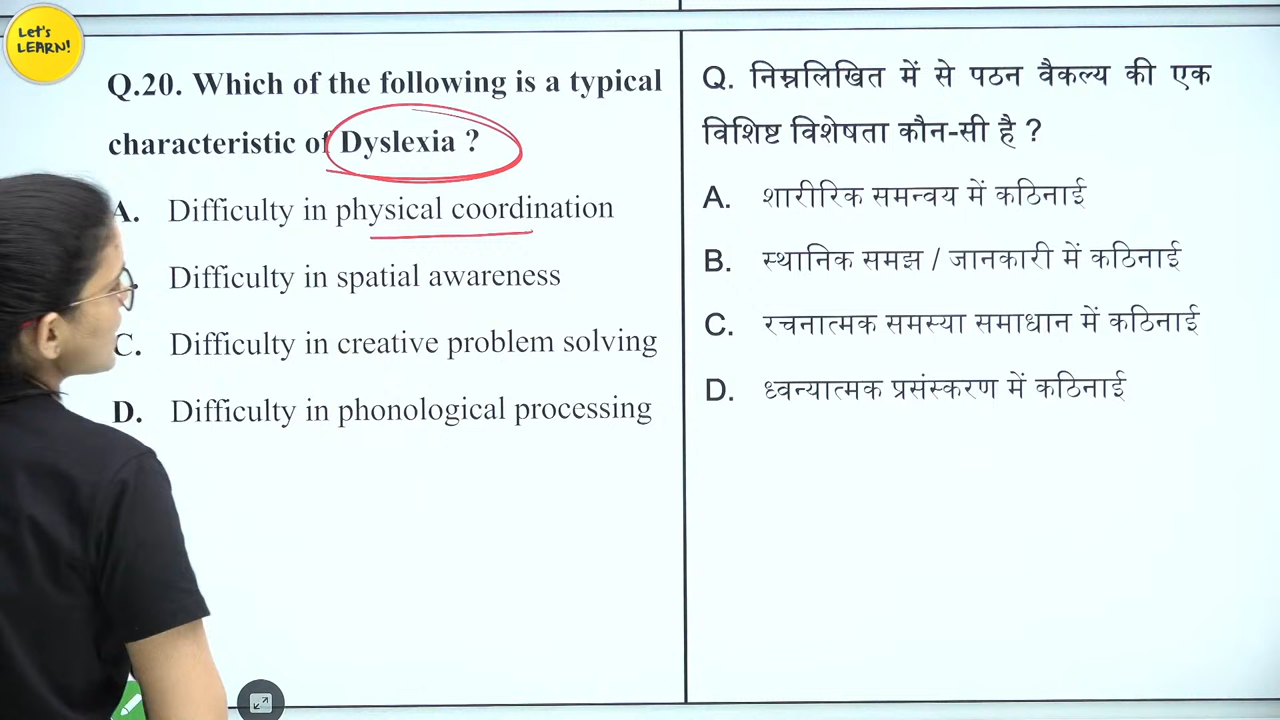 Let's
LEARN!
Q.20. Which of the following is a typical
characteristic of Dyslexia ?
A. Difficulty in physical coordination
Difficulty in spatial awareness
C. Difficulty in creative problem solving
D. Difficulty in phonological processing
Q. निम्नलिखित में से पठन वैकल्य की एक
विशिष्ट विशेषता कौन-सी है ?
A. शारीरिक समन्वय में कठिनाई
B. स्थानिक समझ / जानकारी में कठिनाई
C. रचनात्मक समस्या समाधान में कठिनाई
D. ध्वन्यात्मक प्रसंस्करण में कठिनाई